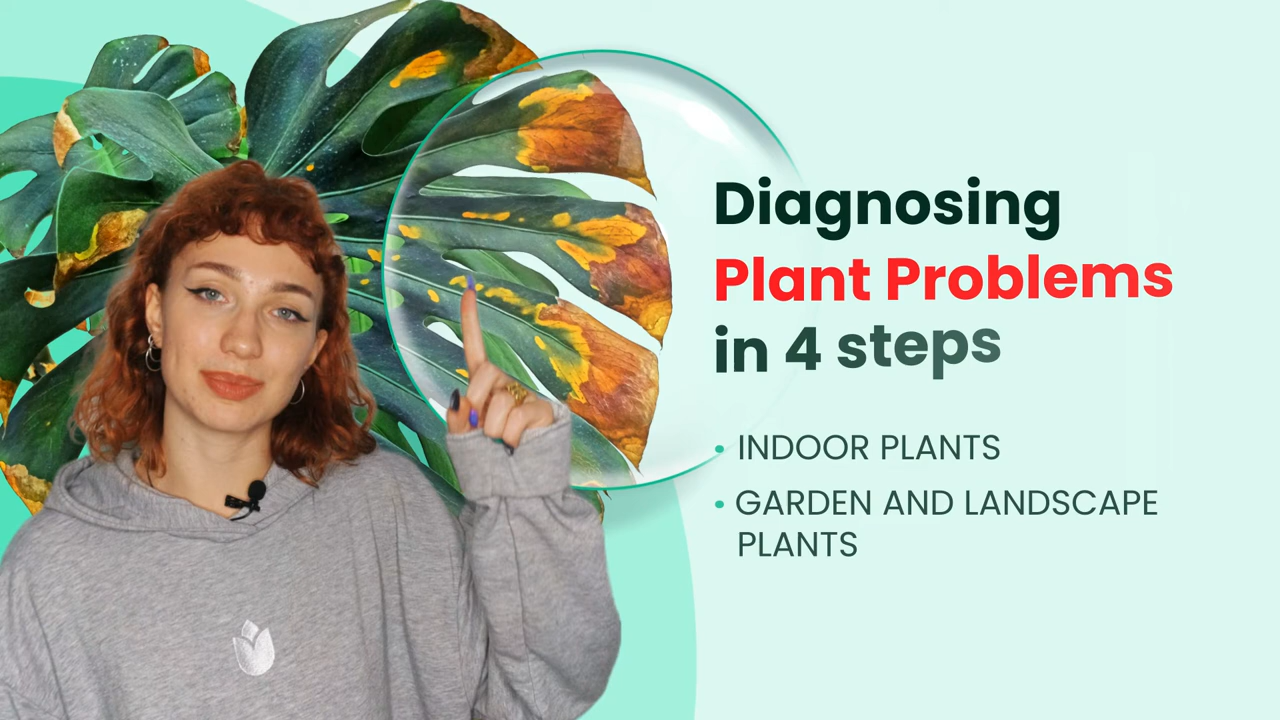 Diagnosing
Plant Problems
in 4 steps
• INDOOR PLANTS
• GARDEN AND LANDSCAPE
PLANTS